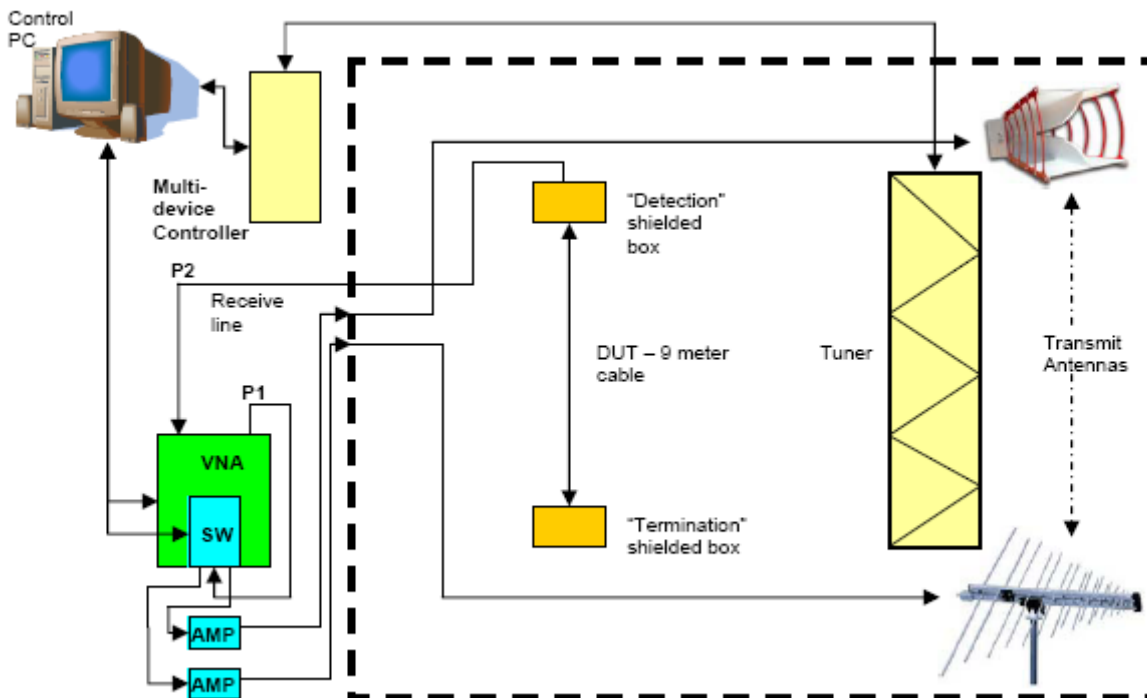 Control
PC
Multi-
device
Controller
P2
Receive
line
P1
VNA
SW
AMP
AMP
"Detection"
shielded
box
DUT – 9 meter
cable
"Termination"
shielded box
Tuner
Transmit
Antennas